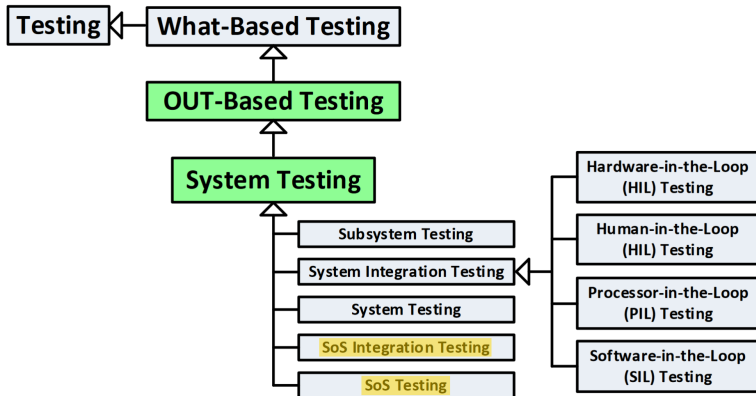 Testing
What-Based Testing
OUT-Based Testing
System Testing
Subsystem Testing
System Integration Testing
System Testing
SoS Integration Testing
SoS Testing
Hardware-in-the-Loop
(HIL) Testing
Human-in-the-Loop
(HIL) Testing
Processor-in-the-Loop
(PIL) Testing
Software-in-the-Loop
(SIL) Testing